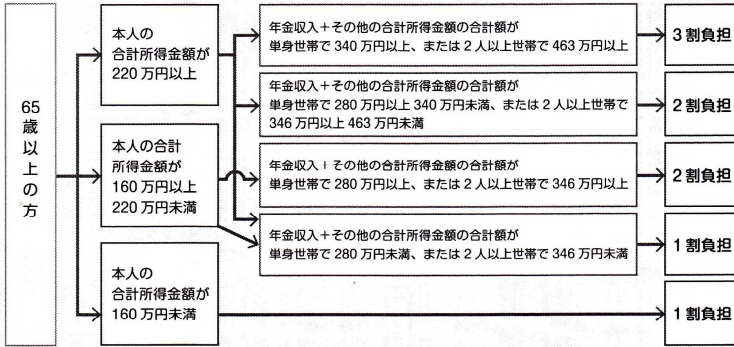 65歳以上の方
本人の
合計所得金額が
220万円以上
年金収入＋その他の合計所得金額の合計額が
単身世帯で340万円以上、または2人以上世帯で463万円以上
3割負担
年金収入＋その他の合計所得金額の合計額が
単身世帯で280万円以上340万円未満、または2人以上世帯で
346万円以上463万円未満
2割負担
本人の合計
所得金額が
160万円以上
220万円未満
年金収入＋その他の合計所得金額の合計額が
単身世帯で280万円以上、または2人以上世帯で346万以上
2割負担
年金収入＋その他の合計所得金額の合計額が
単身世帯で280万円未満、または2人以上世帯で346万未満
1割負担
本人の
合計所得金額が
160万円未満
1割負担